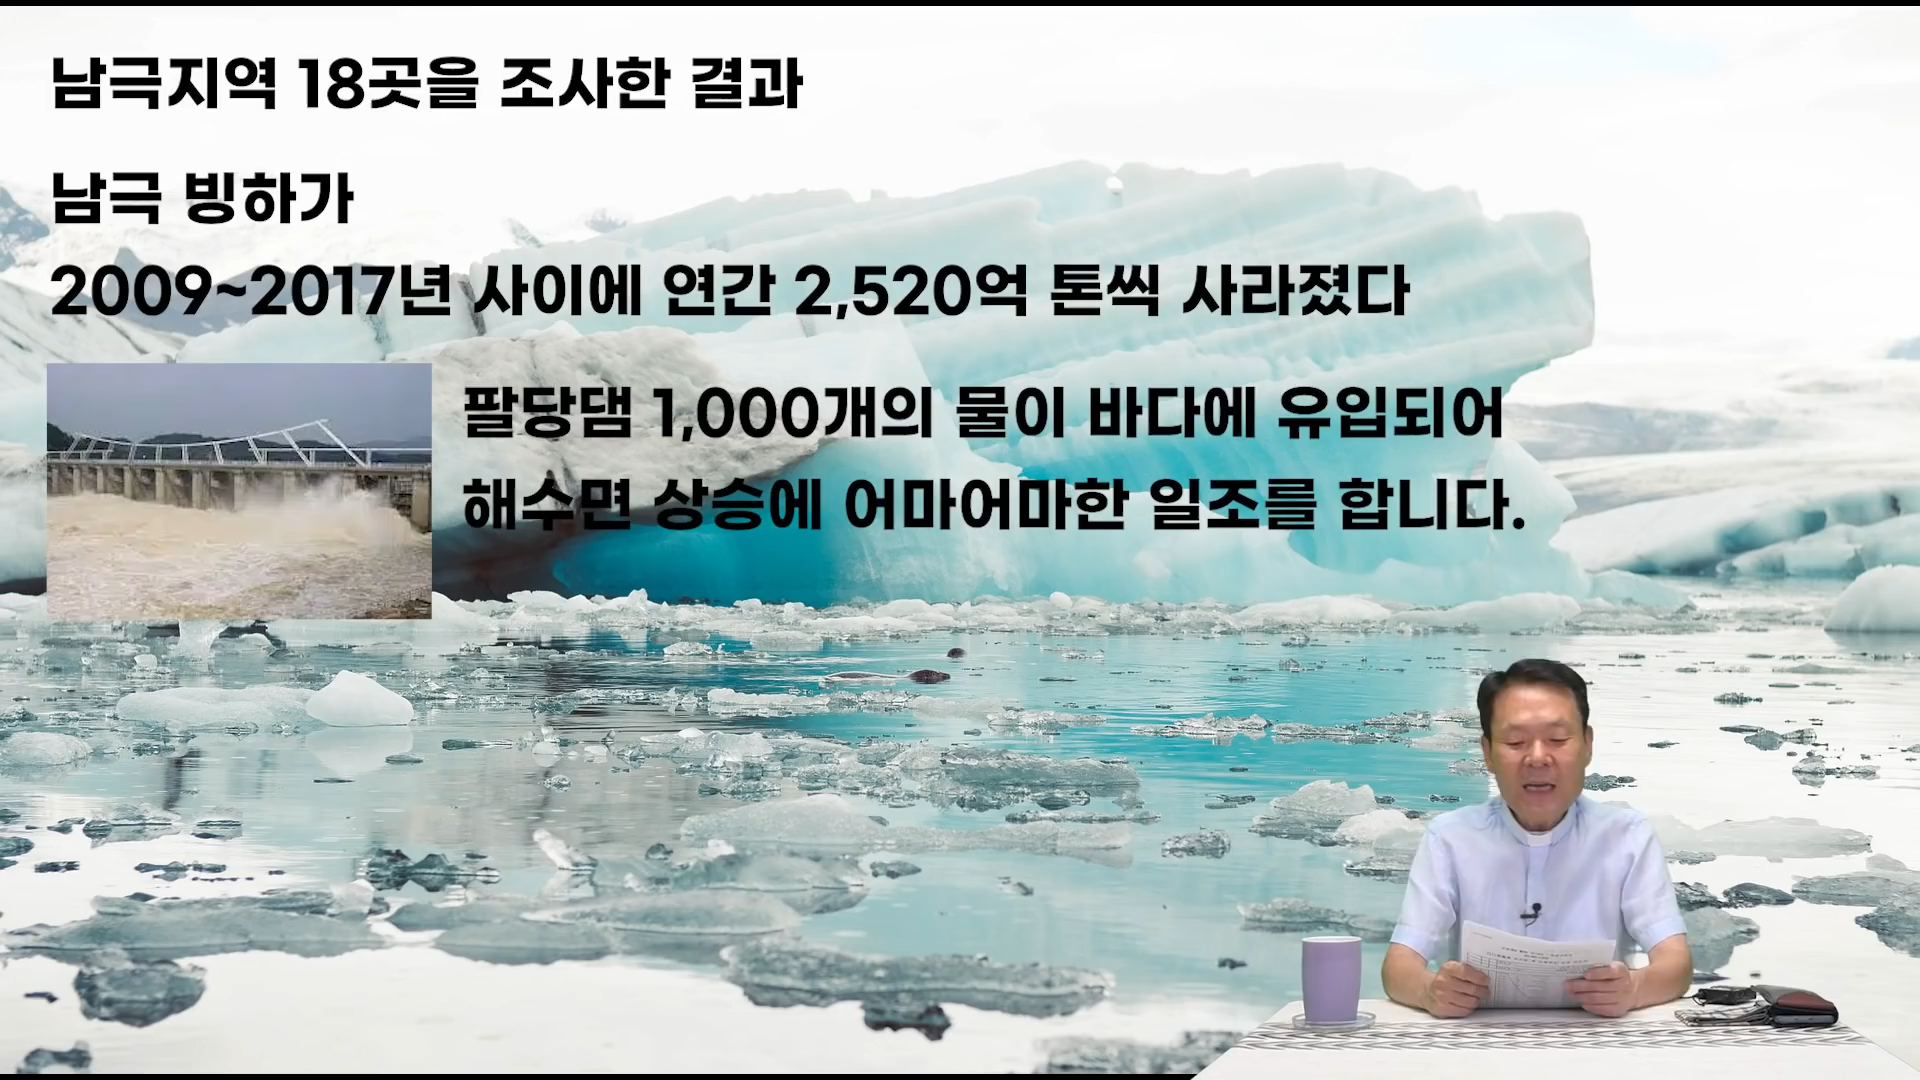 남극지역 18곳을 조사한 결과
남극 빙하가
2009~2017년 사이에 연간 2,520억 톤씩 사라졌다
팔당댐 1,000개의 물이 바다에 유입되어
해수면 상승에 어마어마한 일조를 합니다.